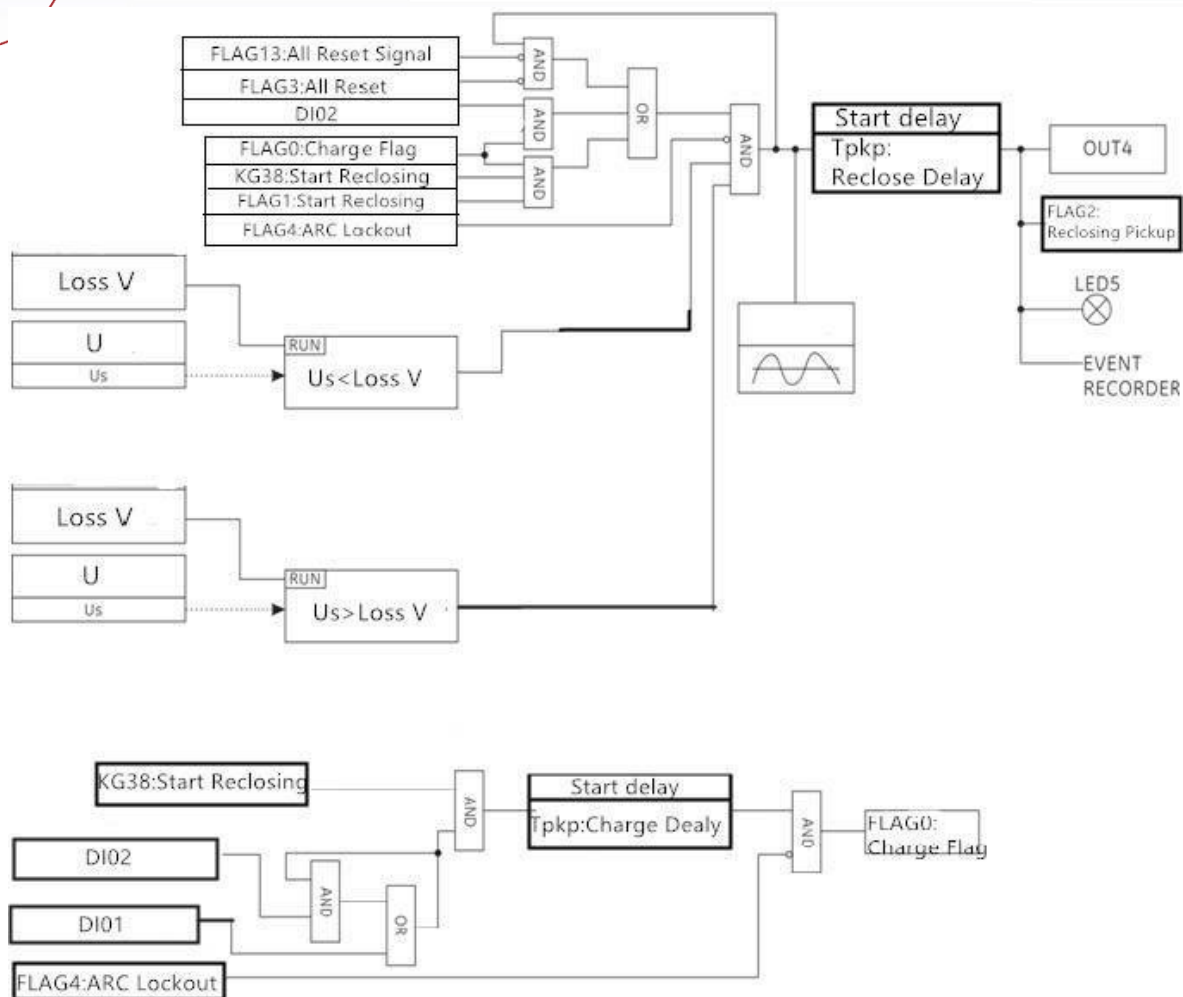 FLAG13:All Reset Signal
FLAG3:All Reset
DI02
FLAG0:Charge Flag
KG38:Start Reclosing
FLAG1:Start Reclosing
FLAG4:ARC Lockout
AND
AND
AND
OR
AND
Start delay
Tpkp:
Reclose Delay
OUT4
FLAG2:
Reclosing Pickup
LED5
EVENT
RECORDER
Loss V
U
Us
RUN
Us<Loss V
Loss V
U
Us
RUN
Us>Loss V
KG38:Start Reclosing
DI02
DI01
FLAG4:ARC Lockout
AND
OR
AND
Start delay
Tpkp:Charge Dealy
AND
FLAG0:
Charge Flag